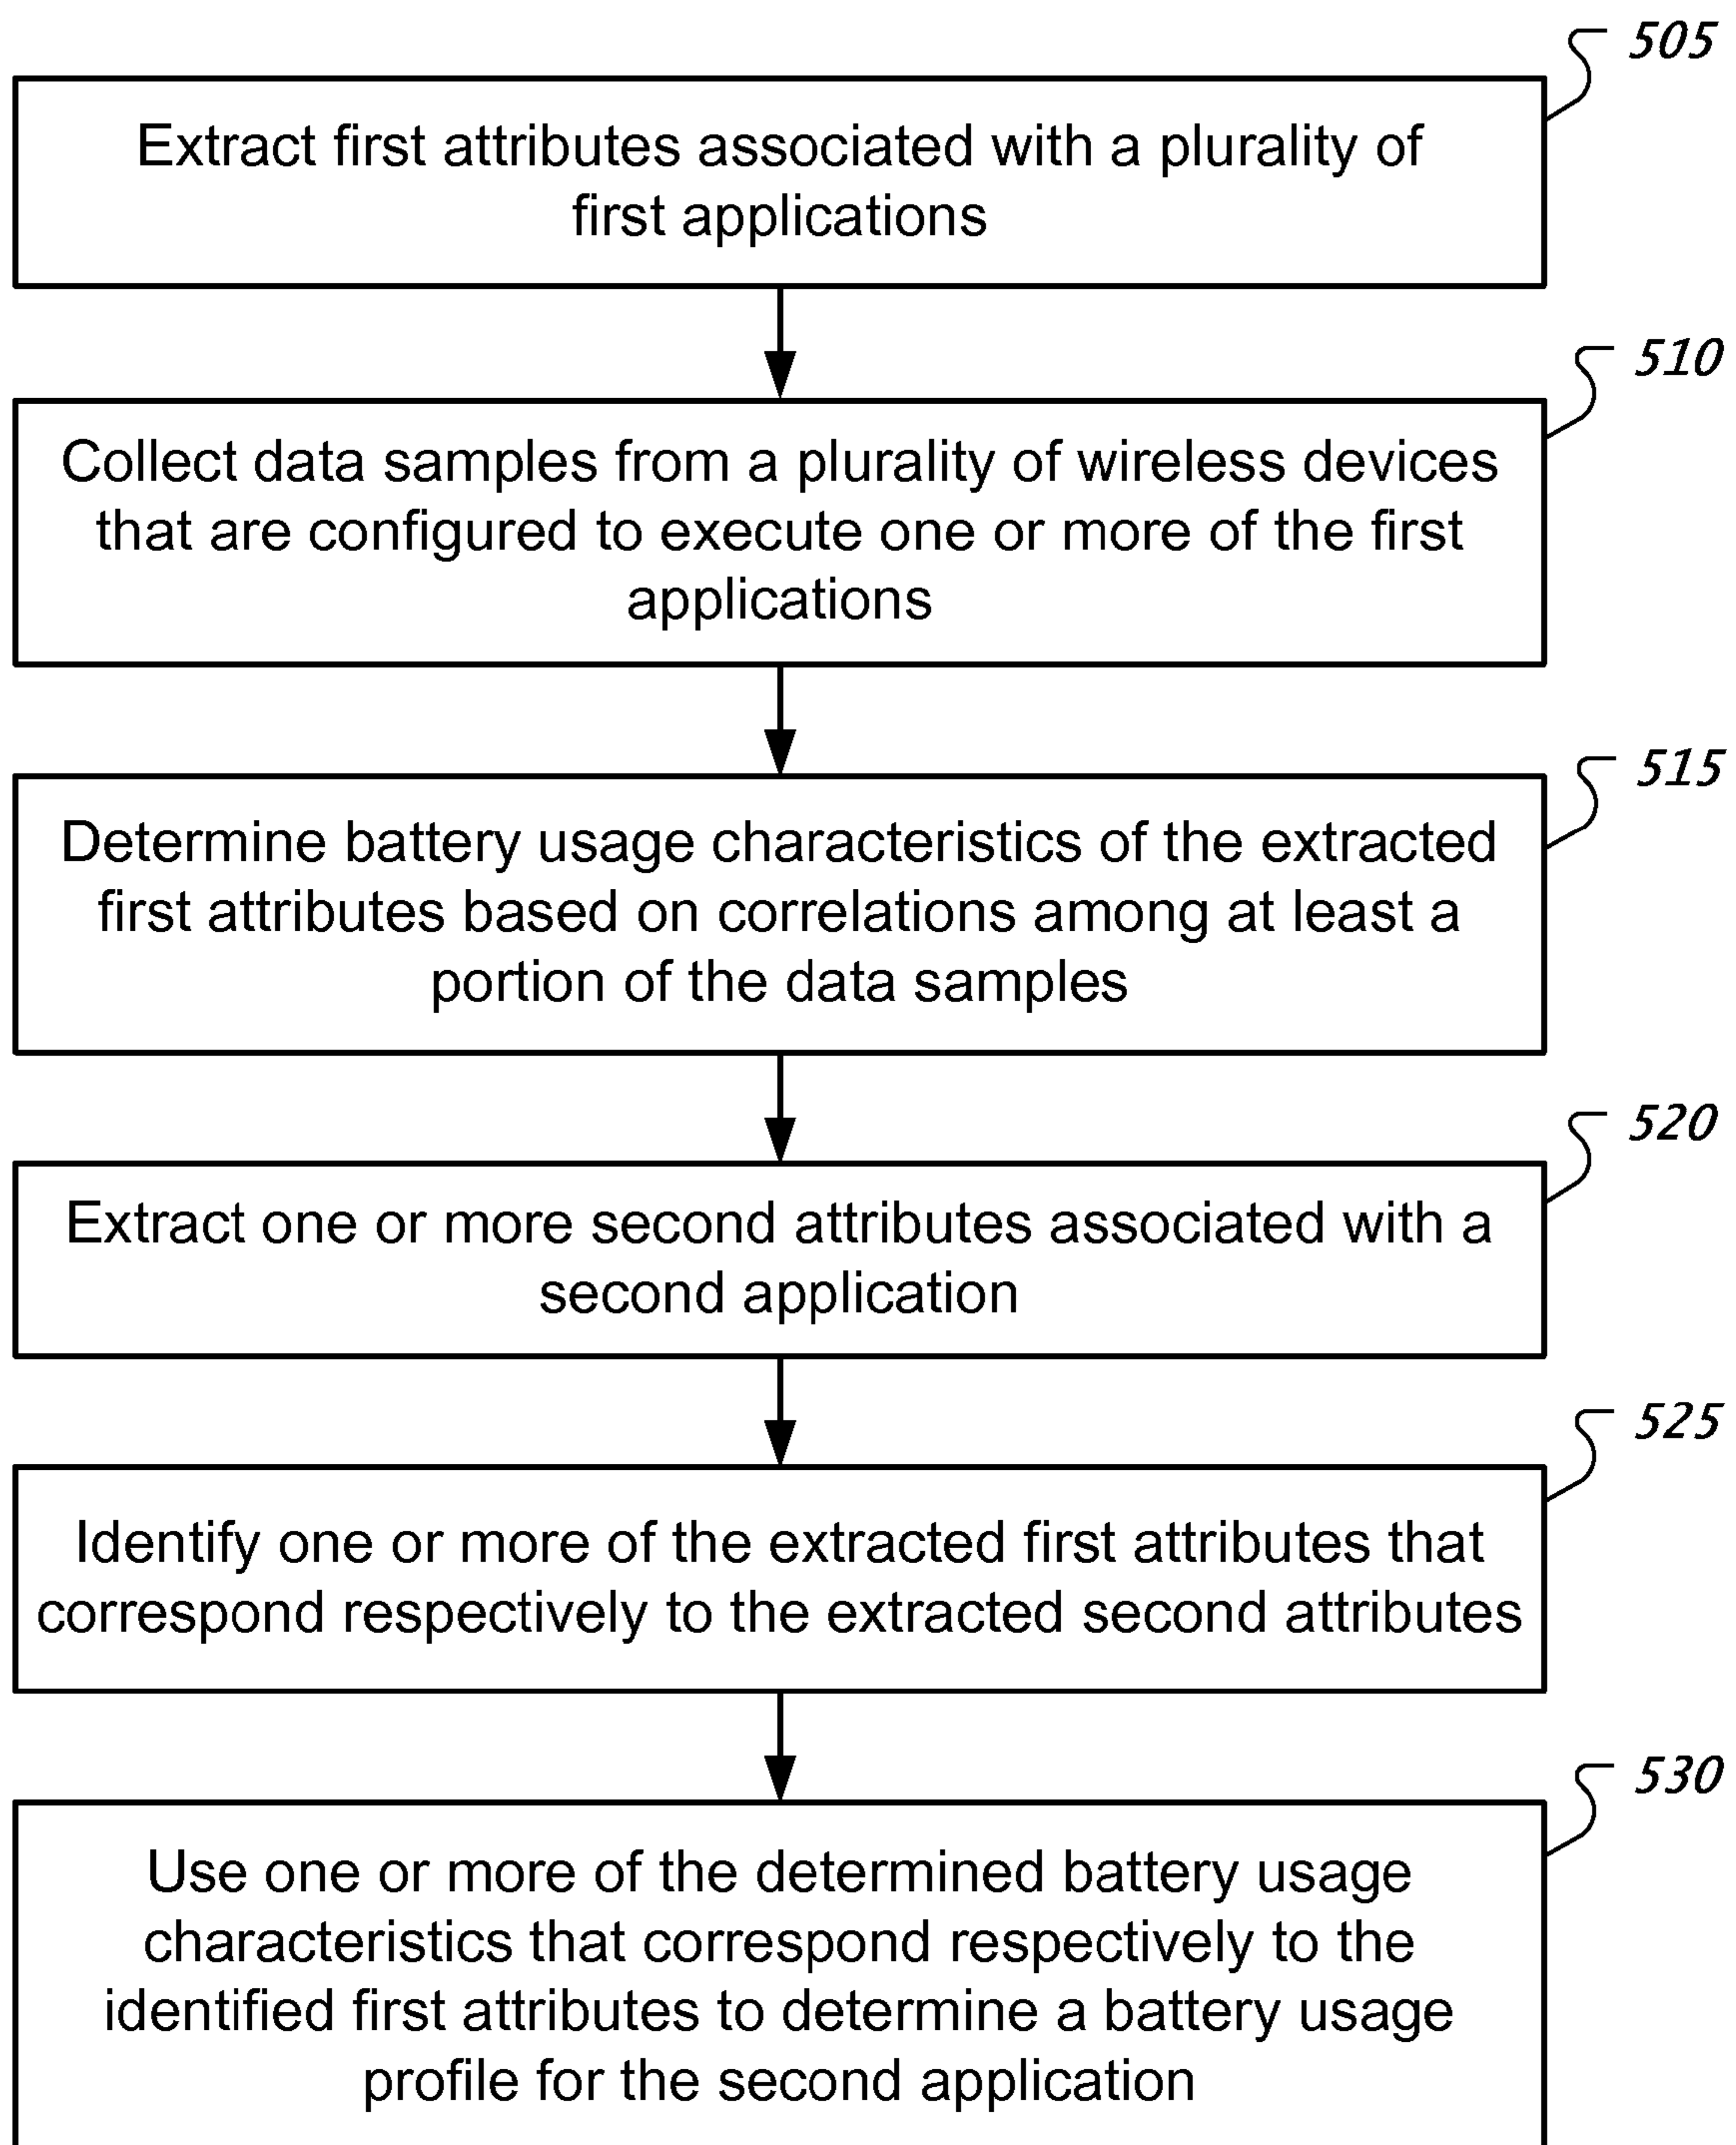 505
Extract first attributes associated with a plurality of
first applications
510
Collect data samples from a plurality of wireless devices
that are configured to execute one or more of the first
applications
515
Determine battery usage characteristics of the extracted
first attributes based on correlations among at least a
portion of the data samples
520
Extract one or more second attributes associated with a
second application
525
Identify one or more of the extracted first attributes that
correspond respectively to the extracted second attributes
530
Use one or more of the determined battery usage
characteristics that correspond respectively to the
identified first attributes to determine a battery usage
profile for the second application